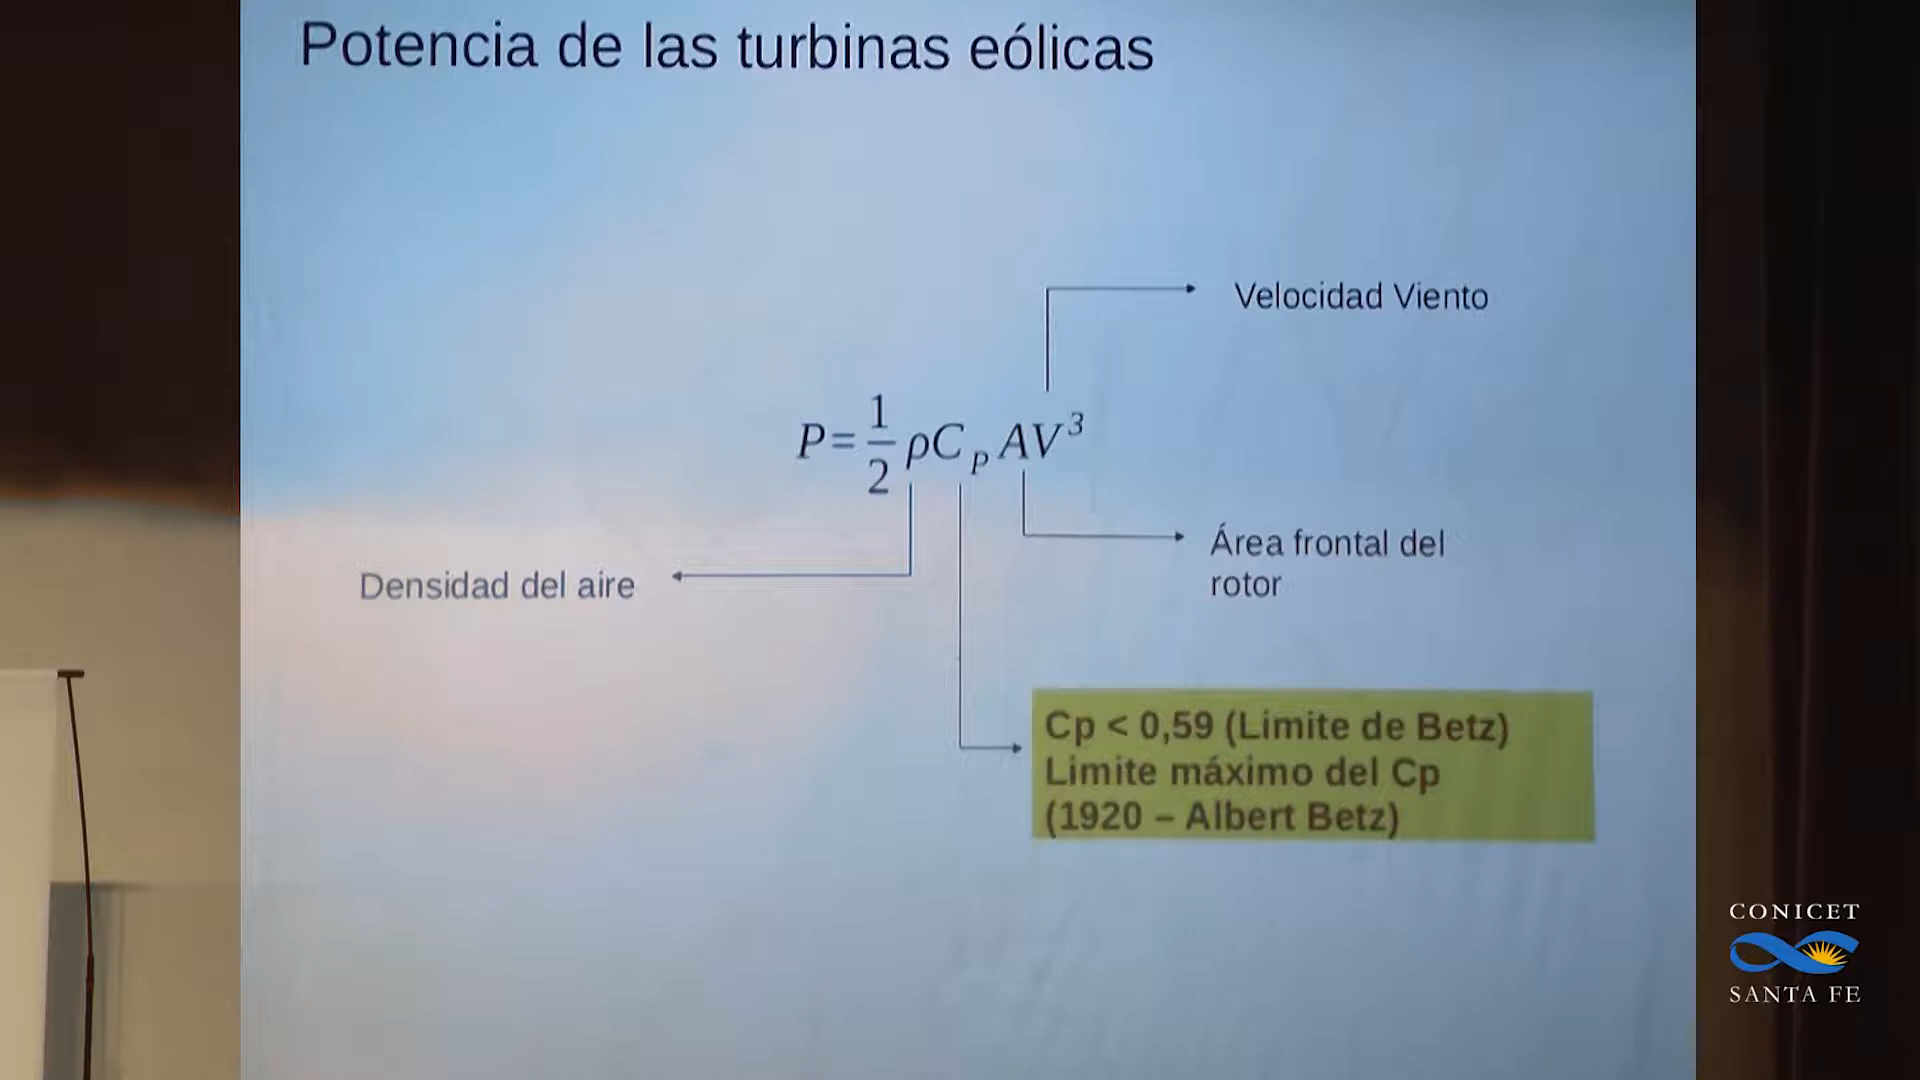 Potencia de las turbinas eólicas
Velocidad Viento
P=1/2 ρC_p AV³
Área frontal del
rotor
Densidad del aire
Cp < 0,59 (Limite de Betz)
Limite máximo del Cp
(1920 – Albert Betz)
CONICET
SANTA FE